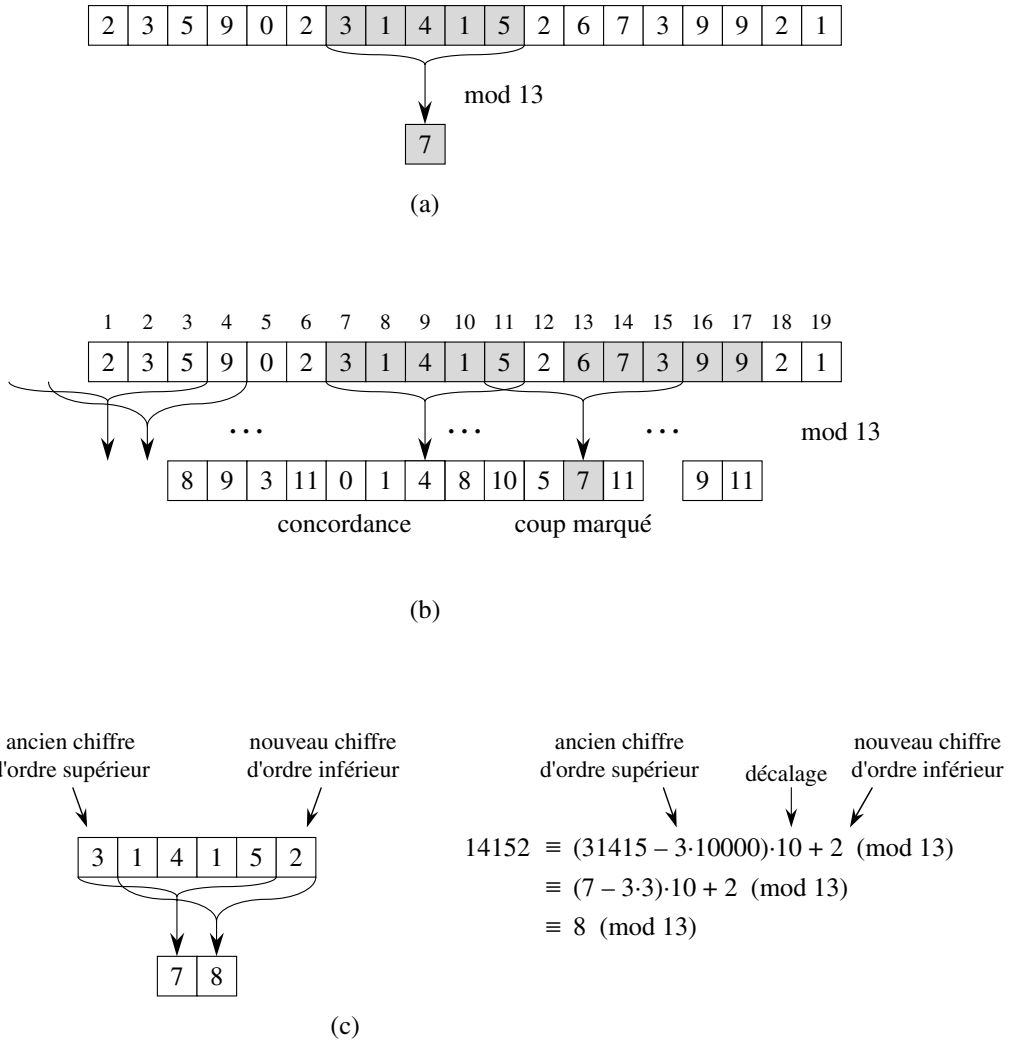 2 3 5 9 0 2 3 1 4 1 5 2 6 7 3 9 9 2 1
mod 13
7
(a)
1 2 3 4 5 6 7 8 9 10 11 12 13 14 15 16 17 18 19
2 3 5 9 0 2 3 1 4 1 5 2 6 7 3 9 9 2 1
... ... ... mod 13
8 9 3 11 0 1 4 8 10 5 7 11 9 11
concordance coup marqué
(b)
ancien chiffre
d'ordre supérieur
nouveau chiffre
d'ordre inférieur
3 1 4 1 5 2
7 8
ancien chiffre
d'ordre supérieur
décalage
nouveau chiffre
d'ordre inférieur
14152 ≡ (31415 – 3·10000)·10 + 2 (mod 13)
≡ (7 – 3·3)·10 + 2 (mod 13)
≡ 8 (mod 13)
(c)